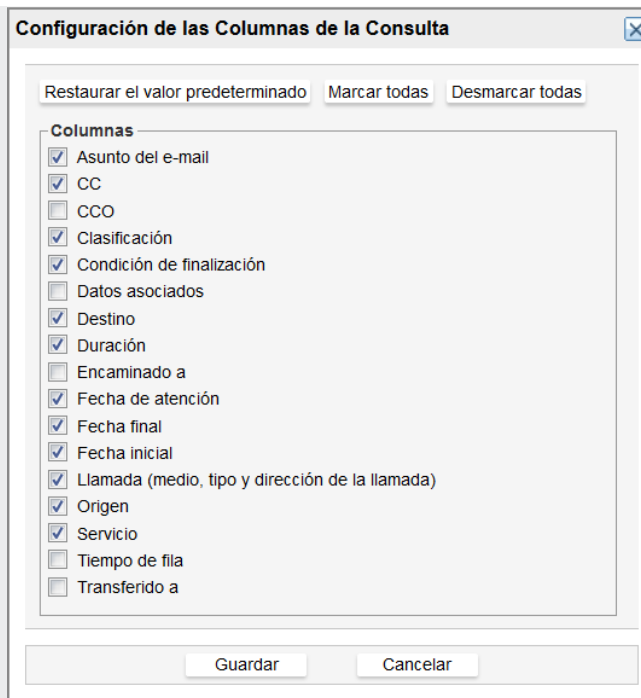 Configuración de las Columnas de la Consulta
Restaurar el valor predeterminado Marcar todas Desmarcar todas
Columnas
Asunto del e-mail
CC
CCO
Clasificación
Condición de finalización
Datos asociados
Destino
Duración
Encaminado a
Fecha de atención
Fecha final
Fecha inicial
Llamada (medio, tipo y dirección de la llamada)
Origen
Servicio
Tiempo de fila
Transferido a
Guardar Cancelar